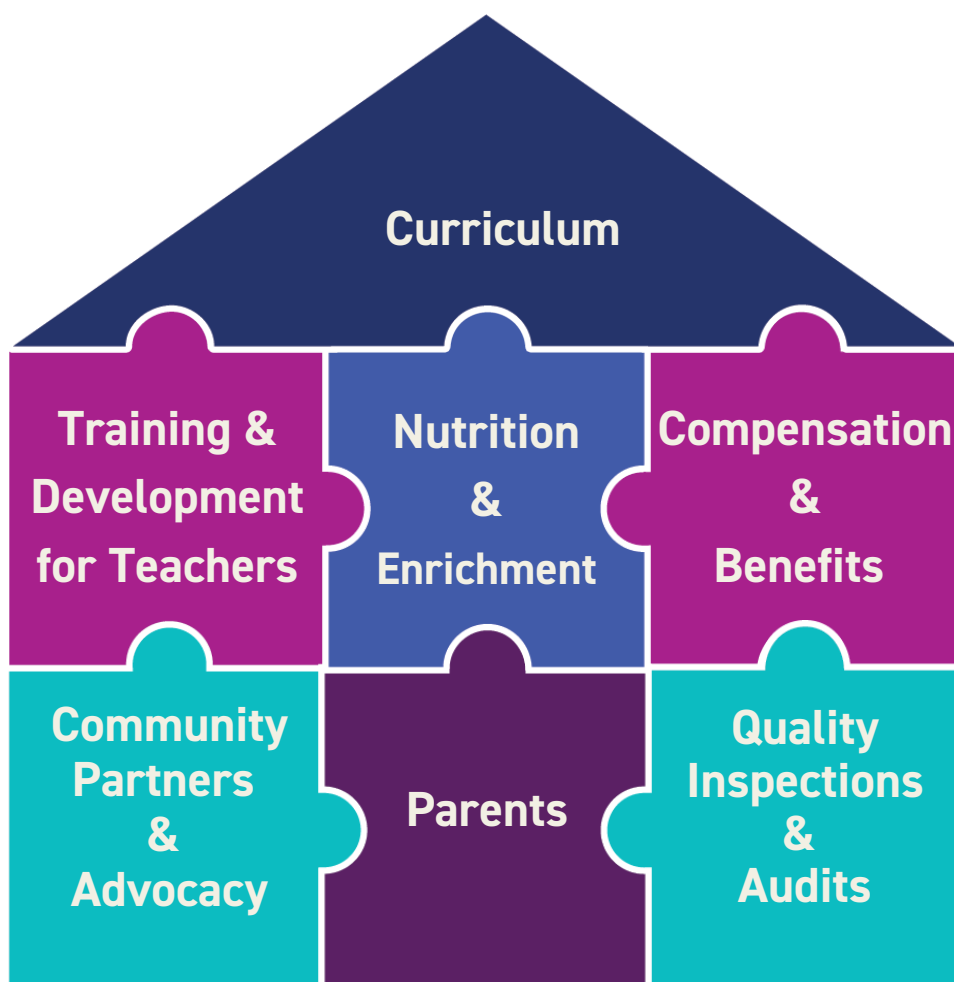 Curriculum
Training &
Development
for Teachers
Nutrition
&
Enrichment
Compensation
&
Benefits
Community
Partners
&
Advocacy
Parents
Quality
Inspections
&
Audits